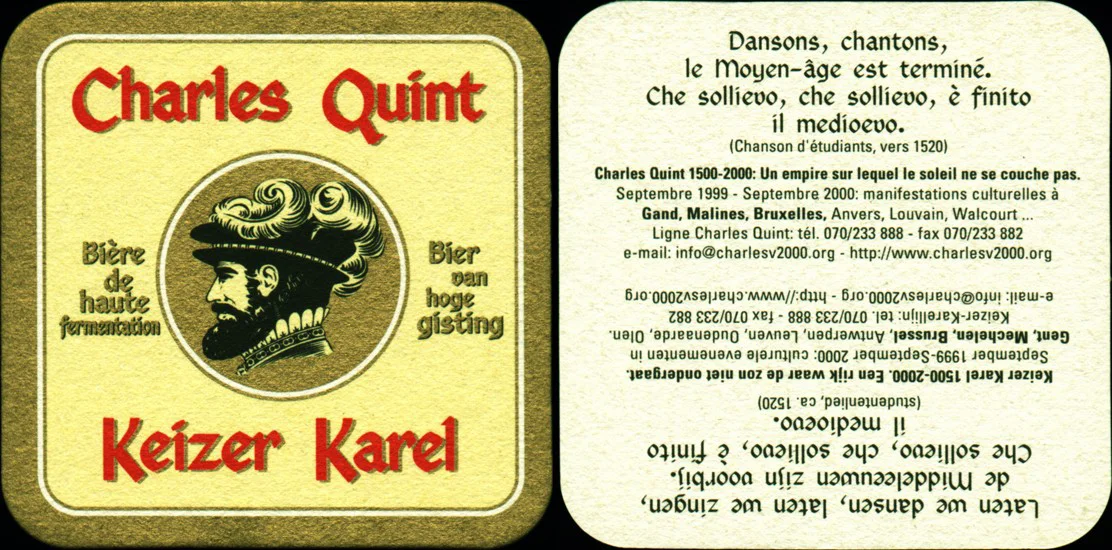 Charles Quint
Bière
de
haute
fermentation
Bier
van
hoge
gisting
Keizer Karel
Dansons, chantons,
le Moyen-âge est terminé.
Che sollievo, che sollievo, è finito
il medioevo.
(Chanson d'étudiants, vers 1520)
Charles Quint 1500-2000: Un empire sur lequel le soleil ne se couche pas.
Septembre 1999 - Septembre 2000: manifestations culturelles à
Gand, Malines, Bruxelles, Anvers, Louvain, Walcourt ...
Ligne Charles Quint: tél. 070/233 888 - fax 070/233 882
e-mail: info@charlesv2000.org - http://www.charlesv2000.org
Laten we dansen, laten we zingen,
de Middeleeuwen zijn voorbij.
Che sollievo, che sollievo, è finito
il medioevo.
(studentenlied, ca. 1520)
Keizer Karel 1500-2000. Een rijk waar de zon niet ondergaat.
September 1999-September 2000: culturele evenementen in
Gent, Mechelen, Brussel, Antwerpen, Leuven, Oudenaarde, Olen.
Keizer-Karellijn: tel. 070/233 888 - fax 070/233 882
e-mail: info@charlesv2000.org - http://www.charlesv2000.org